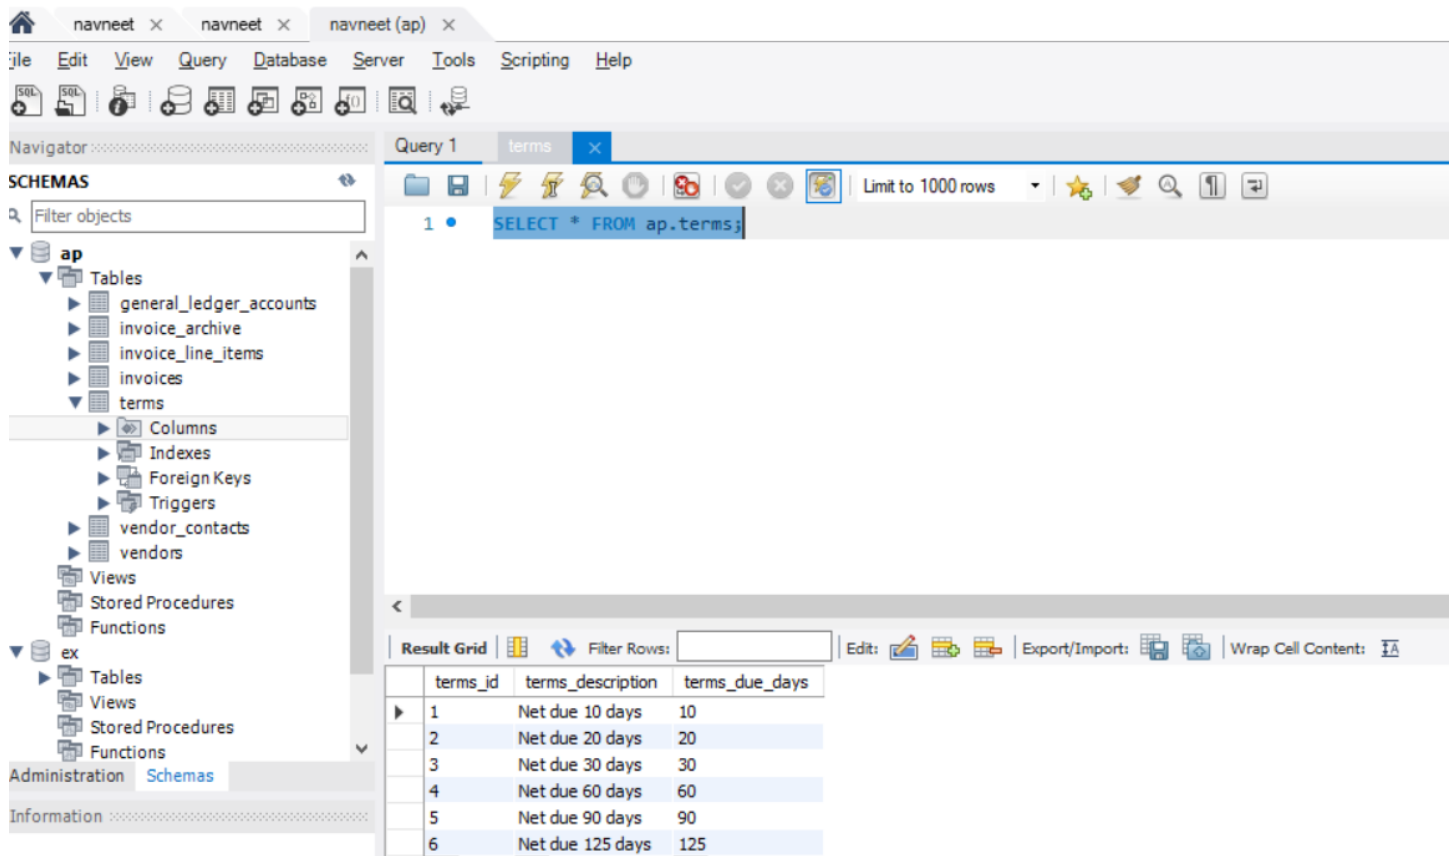 navneet × navneet × navneet (ap) ×
File Edit View Query Database Server Tools Scripting Help
SQL SQL
Navigator
Query 1 terms ×
SCHEMAS
Limit to 1000 rows
Filter objects
1 SELECT * FROM ap.terms;
ap
Tables
general_ledger_accounts
invoice_archive
invoice_line_items
invoices
terms
Columns
Indexes
Foreign Keys
Triggers
vendor_contacts
vendors
Views
Stored Procedures
Functions
ex
Tables
Views
Stored Procedures
Functions
Administration Schemas
Information
Result Grid Filter Rows: Edit: Export/Import: Wrap Cell Content: IA
terms_id terms_description terms_due_days
1 Net due 10 days 10
2 Net due 20 days 20
3 Net due 30 days 30
4 Net due 60 days 60
5 Net due 90 days 90
6 Net due 125 days 125